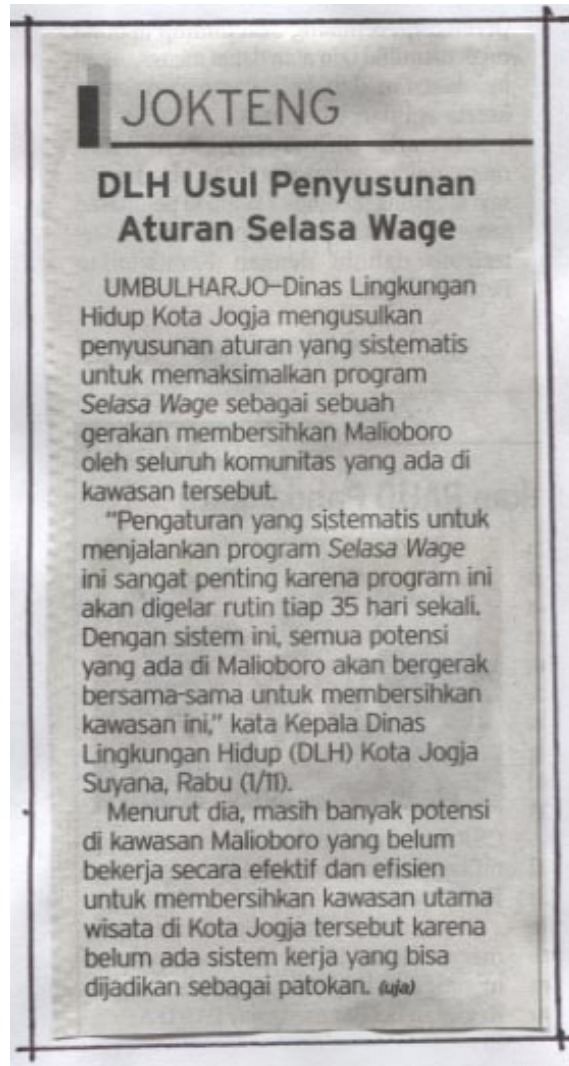 JOKTENG
DLH Usul Penyusunan
Aturan Selasa Wage
UMBULHARJO—Dinas Lingkungan
Hidup Kota Jogja mengusulkan
penyusunan aturan yang sistematis
untuk memaksimalkan program
Selasa Wage sebagai sebuah
gerakan membersihkan Malioboro
oleh seluruh komunitas yang ada di
kawasan tersebut.
"Pengaturan yang sistematis untuk
menjalankan program Selasa Wage
ini sangat penting karena program ini
akan digelar rutin tiap 35 hari sekali.
Dengan sistem ini, semua potensi
yang ada di Malioboro akan bergerak
bersama-sama untuk membersihkan
kawasan ini," kata Kepala Dinas
Lingkungan Hidup (DLH) Kota Jogja
Suyana, Rabu (1/11).
Menurut dia, masih banyak potensi
di kawasan Malioboro yang belum
bekerja secara efektif dan efisien
untuk membersihkan kawasan utama
wisata di Kota Jogja tersebut karena
belum ada sistem kerja yang bisa
dijadikan sebagai patokan. (uja)